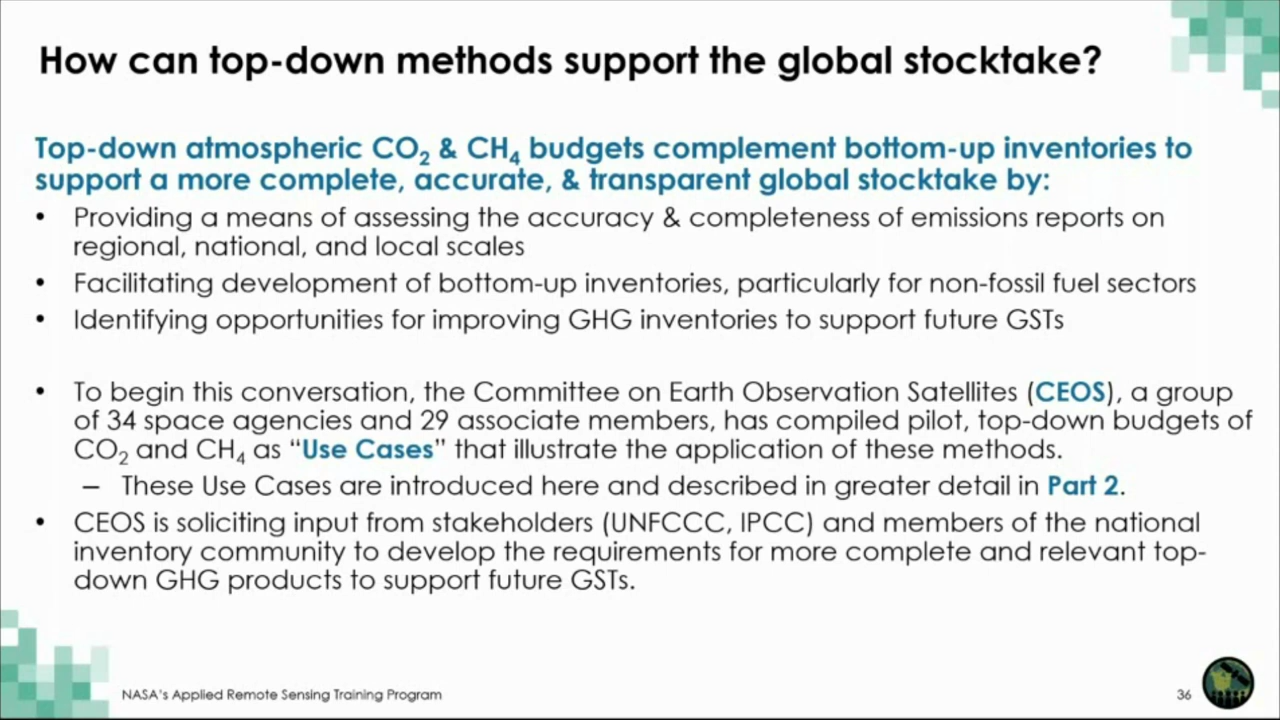 How can top-down methods support the global stocktake?
Top-down atmospheric CO₂ & CH₄ budgets complement bottom-up inventories to
support a more complete, accurate, & transparent global stocktake by:
• Providing a means of assessing the accuracy & completeness of emissions reports on
regional, national, and local scales
• Facilitating development of bottom-up inventories, particularly for non-fossil fuel sectors
• Identifying opportunities for improving GHG inventories to support future GSTs
• To begin this conversation, the Committee on Earth Observation Satellites (CEOS), a group
of 34 space agencies and 29 associate members, has compiled pilot, top-down budgets of
CO₂ and CH₄ as “Use Cases” that illustrate the application of these methods.
– These Use Cases are introduced here and described in greater detail in Part 2.
• CEOS is soliciting input from stakeholders (UNFCCC, IPCC) and members of the national
inventory community to develop the requirements for more complete and relevant top-
down GHG products to support future GSTs.
NASA's Applied Remote Sensing Training Program
36